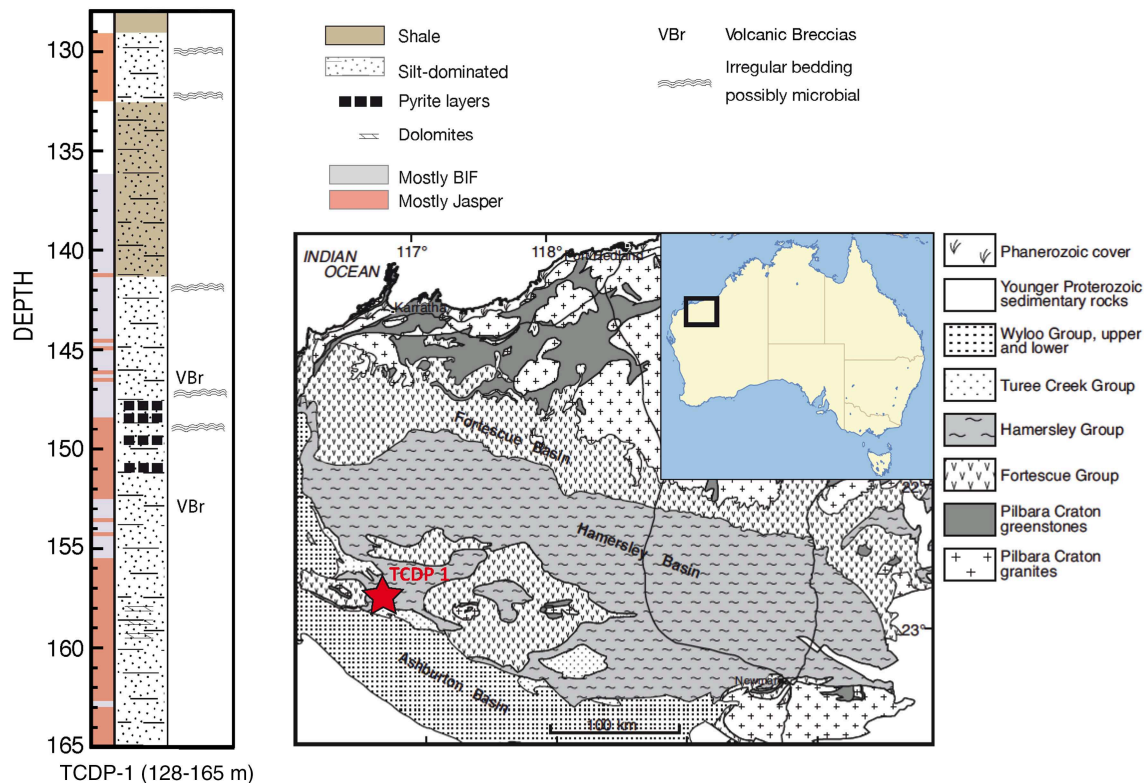 130
135
140
145
150
155
160
165
DEPTH
VBr
VBr
TCDP-1 (128-165 m)
Shale
Silt-dominated
Pyrite layers
Dolomites
Mostly BIF
Mostly Jasper
VBr
Volcanic Breccias
Irregular bedding
possibly microbial
INDIAN
OCEAN
117°
118°
Karratha
Fortescue Basin
Hamersley Basin
TCDP-1
Ashburton Basin
23°
100 km
Phanerozoic cover
Younger Proterozoic
sedimentary rocks
Wyloo Group, upper
and lower
Turee Creek Group
Hamersley Group
Fortescue Group
Pilbara Craton
greenstones
Pilbara Craton
granites